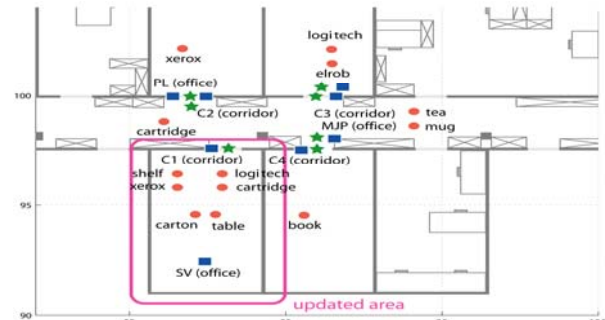 logitech
xerox
elrob
PL (office)
100
C2 (corridor)
C3 (corridor)
tea
MJP (office)
mug
cartridge
C1 (corridor)
C4 (corridor)
shelf
logitech
xerox
cartridge
95
carton
table
book
SV (office)
updated area
90